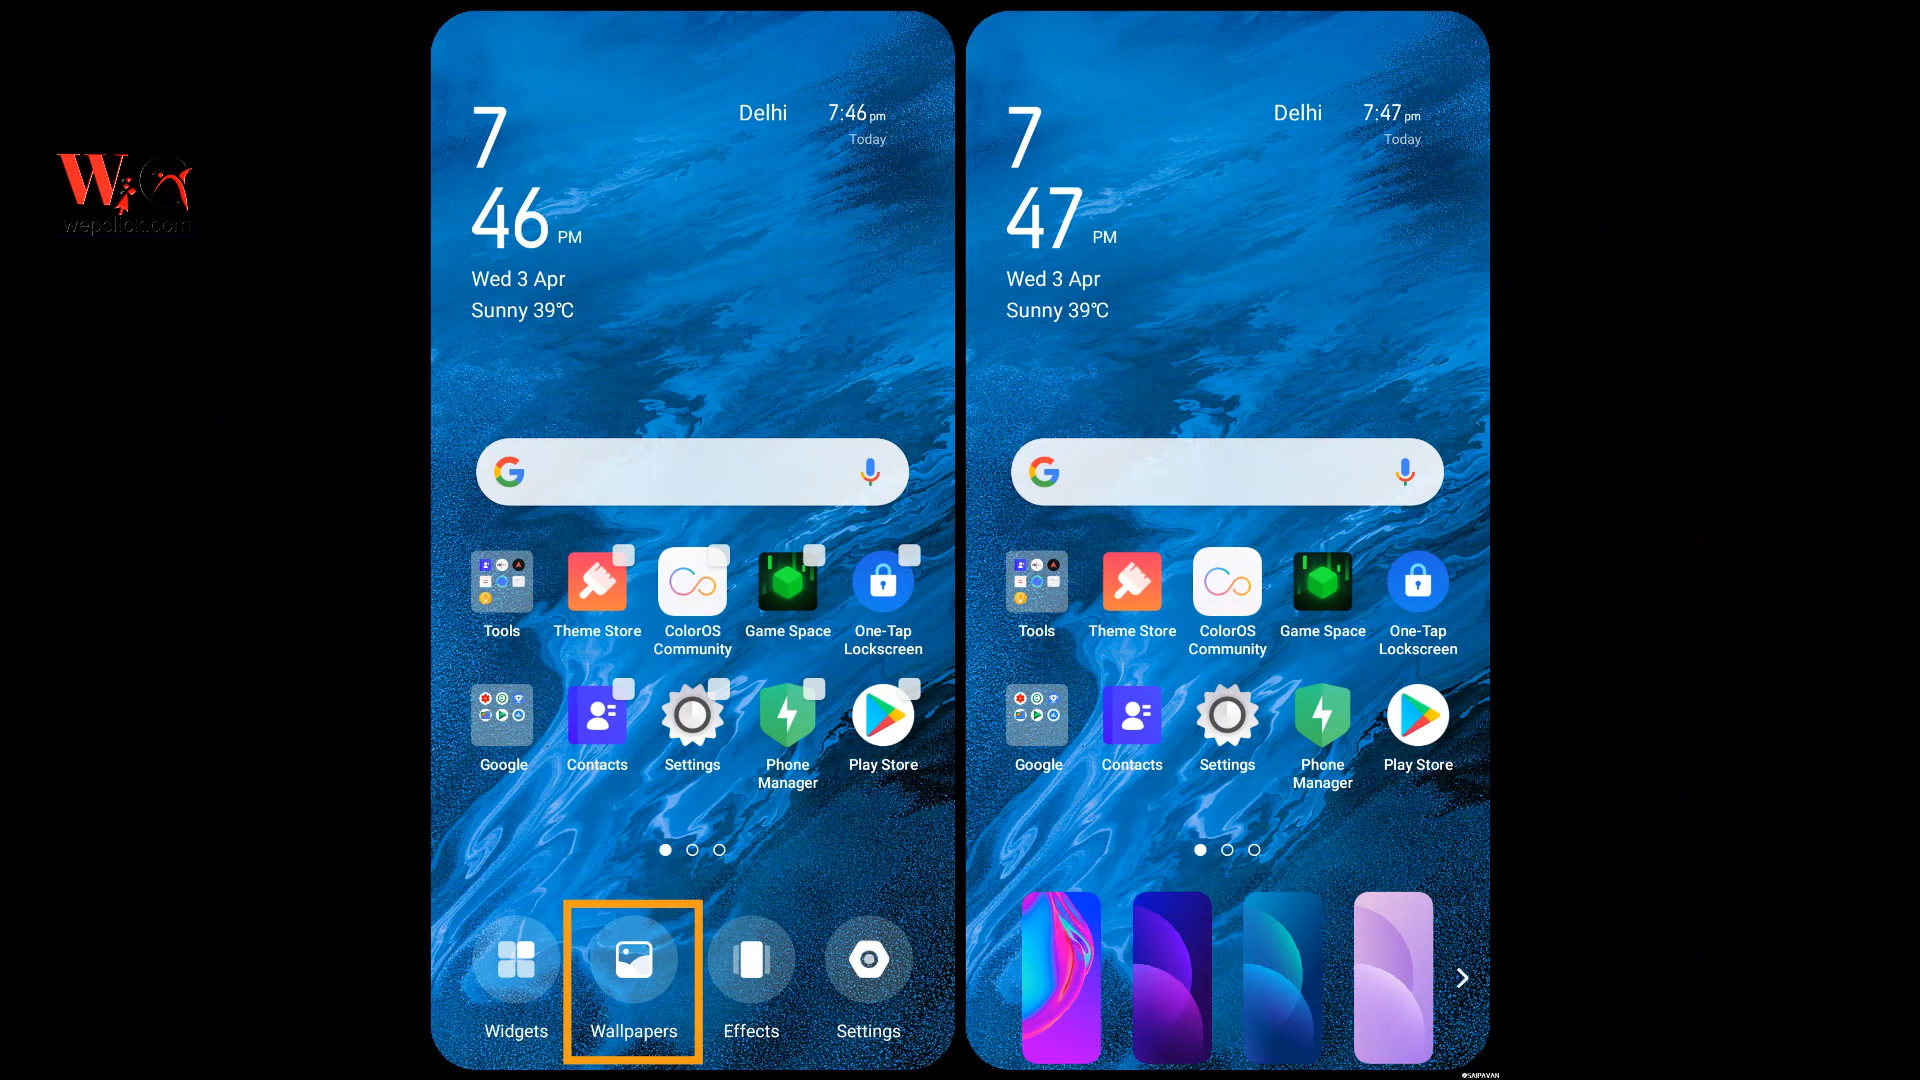 wepclick.com
7
46 PM
Wed 3 Apr
Sunny 39℃
Delhi 7:46 pm
Today
Tools Theme Store ColorOS Community Game Space One-Tap Lockscreen
Google Contacts Settings Phone Manager Play Store
Widgets Wallpapers Effects Settings
7
47 PM
Wed 3 Apr
Sunny 39℃
Delhi 7:47 pm
Today
Tools Theme Store ColorOS Community Game Space One-Tap Lockscreen
Google Contacts Settings Phone Manager Play Store
@SAIPAVAN